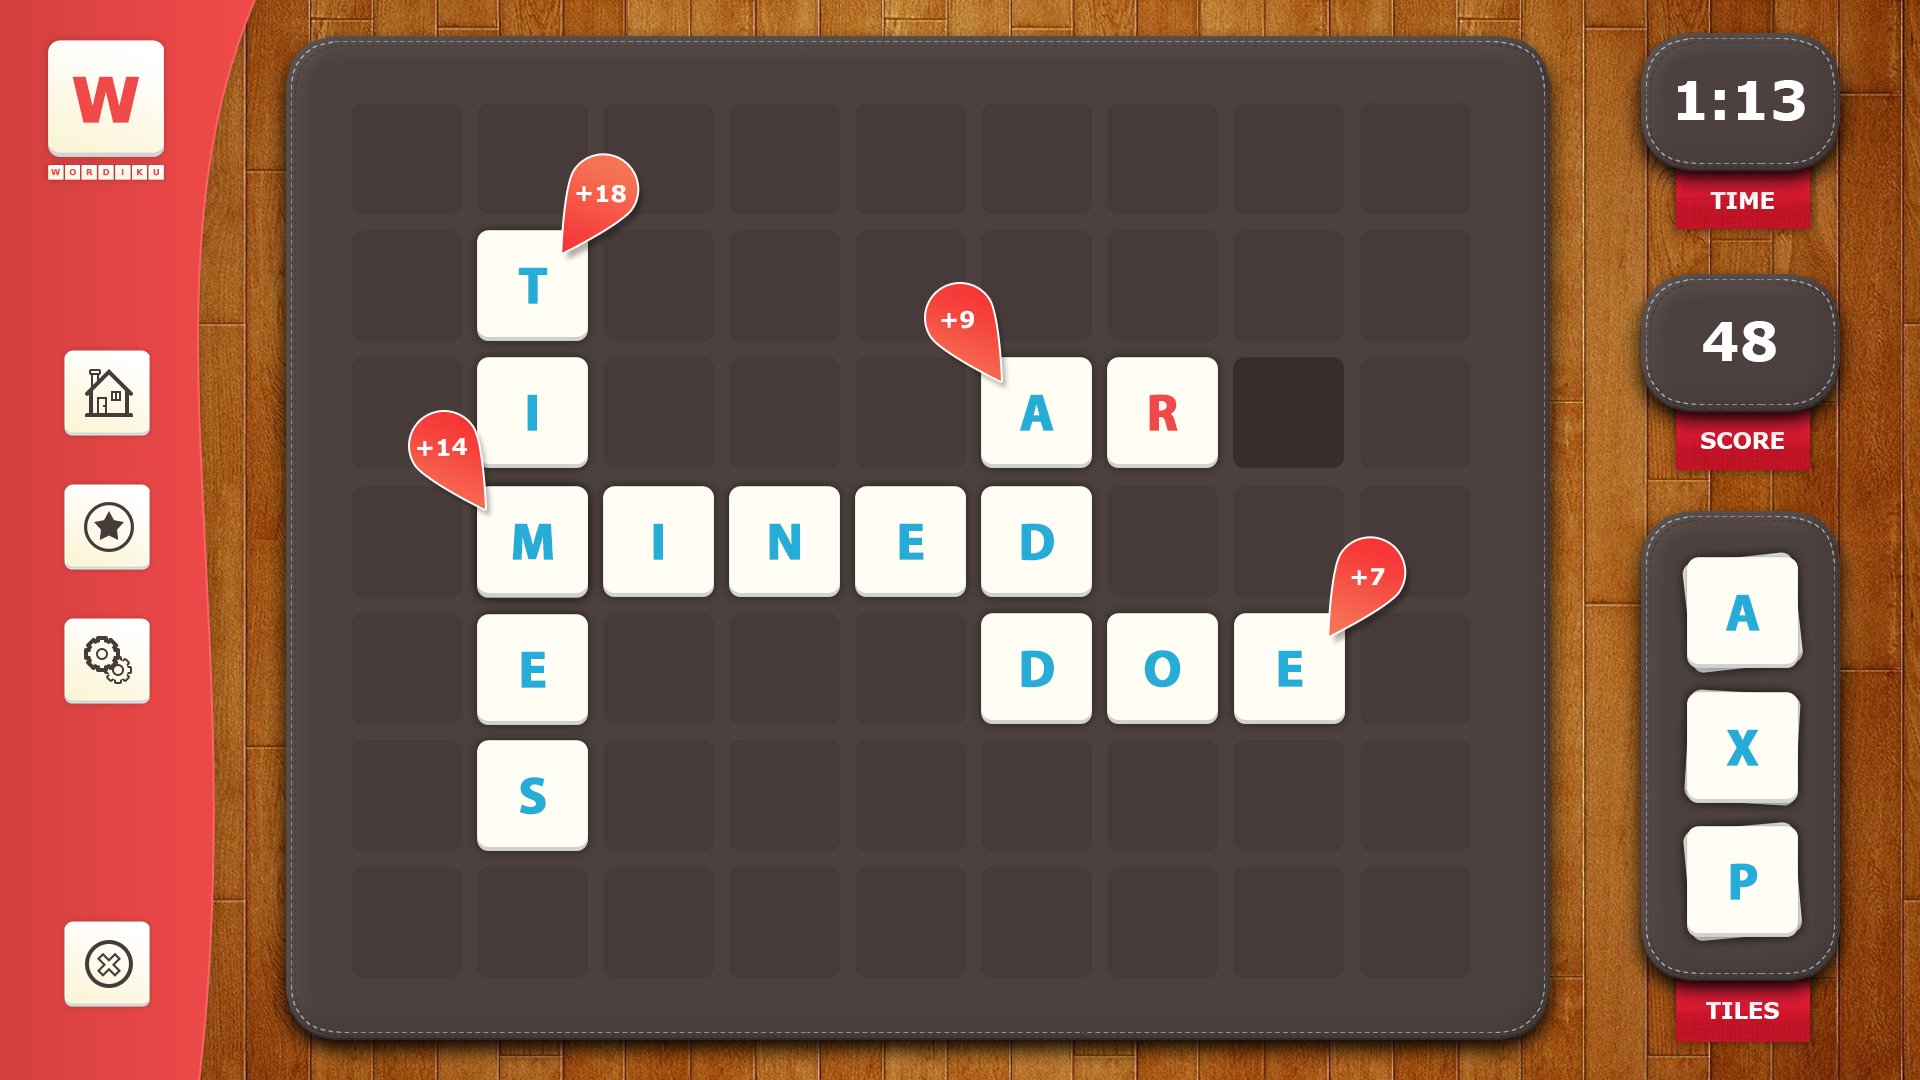 W
WORDIKU
1:13
TIME
+18
T
+9
48
I
A R
SCORE
+14
M I N E D
+7
E
D O E
A
X
S
P
TILES